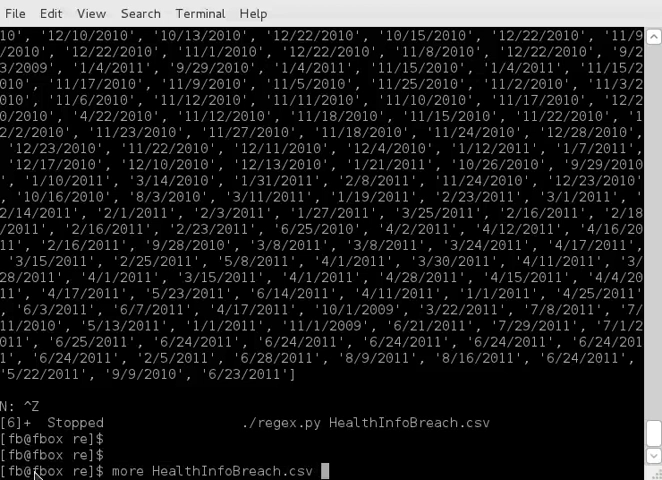 File Edit View Search Terminal Help
10', '12/10/2010', '10/13/2010', '12/22/2010', '10/15/2010', '12/22/2010', '11/9
/2010', '12/22/2010', '11/1/2010', '12/22/2010', '11/8/2010', '12/22/2010', '9/2
3/2009', '1/4/2011', '9/29/2010', '1/4/2011', '11/15/2010', '1/4/2011', '11/15/2
010', '11/17/2010', '11/9/2010', '11/5/2010', '11/25/2010', '11/2/2010', '11/3/2
010', '11/6/2010', '11/12/2010', '11/11/2010', '11/10/2010', '11/17/2010', '12/2
0/2010', '4/22/2010', '11/12/2010', '11/18/2010', '11/15/2010', '11/22/2010', '1
2/2/2010', '11/23/2010', '11/27/2010', '11/18/2010', '11/24/2010', '12/28/2010',
'12/23/2010', '11/22/2010', '12/11/2010', '12/4/2010', '1/12/2011', '1/7/2011',
'12/17/2010', '12/10/2010', '12/13/2010', '1/21/2011', '10/26/2010', '9/29/2010
', '1/10/2011', '3/14/2010', '1/31/2011', '2/8/2011', '11/24/2010', '12/23/2010'
, '10/16/2010', '8/3/2010', '3/11/2011', '1/19/2011', '2/23/2011', '3/1/2011', '
2/14/2011', '2/1/2011', '2/3/2011', '1/27/2011', '3/25/2011', '2/16/2011', '2/18
/2011', '2/16/2011', '2/23/2011', '6/25/2010', '4/2/2011', '4/12/2011', '4/16/20
11', '2/16/2011', '9/28/2010', '3/8/2011', '3/8/2011', '3/24/2011', '4/17/2011',
'3/15/2011', '2/25/2011', '5/8/2011', '4/1/2011', '3/30/2011', '4/11/2011', '3/
28/2011', '4/1/2011', '3/15/2011', '4/1/2011', '4/28/2011', '4/15/2011', '4/4/20
11', '4/17/2011', '5/23/2011', '6/14/2011', '4/11/2011', '1/1/2011', '4/25/2011'
, '6/3/2011', '6/7/2011', '4/17/2011', '10/1/2009', '3/22/2011', '7/8/2011', '7/
11/2010', '5/13/2011', '1/1/2011', '11/1/2009', '6/21/2011', '7/29/2011', '7/1/2
011', '6/25/2011', '6/24/2011', '6/24/2011', '6/24/2011', '6/24/2011', '6/24/201
1', '6/24/2011', '2/5/2011', '6/28/2011', '8/9/2011', '8/16/2011', '6/24/2011',
'5/22/2011', '9/9/2010', '6/23/2011']
N: ^Z
[6]+ Stopped ./regex.py HealthInfoBreach.csv
[fb@fbox re]$
[fb@fbox re]$
[fb@fbox re]$ more HealthInfoBreach.csv